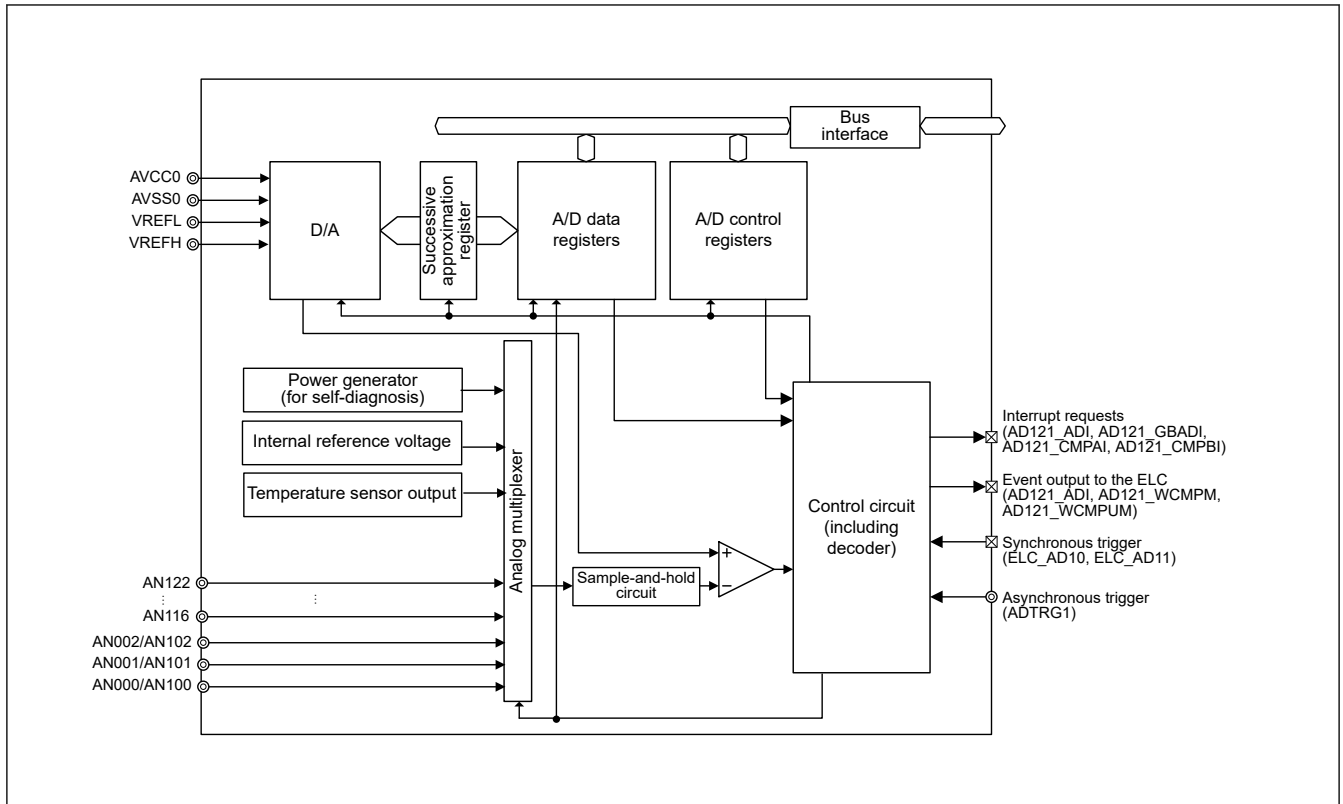 Bus
interface
AVCC0
AVSS0
VREFL
VREFH
D/A
Successive
approximation
register
A/D data
registers
A/D control
registers
Power generator
(for self-diagnosis)
Internal reference voltage
Temperature sensor output
Analog multiplexer
Sample-and-hold
circuit
+
−
Control circuit
(including
decoder)
Interrupt requests
(AD121_ADI, AD121_GBADI,
AD121_CMPAI, AD121_CMPBI)
Event output to the ELC
(AD121_ADI, AD121_WCMPM,
AD121_WCMPUM)
Synchronous trigger
(ELC_AD10, ELC_AD11)
Asynchronous trigger
(ADTRG1)
AN122
AN116
AN002/AN102
AN001/AN101
AN000/AN100